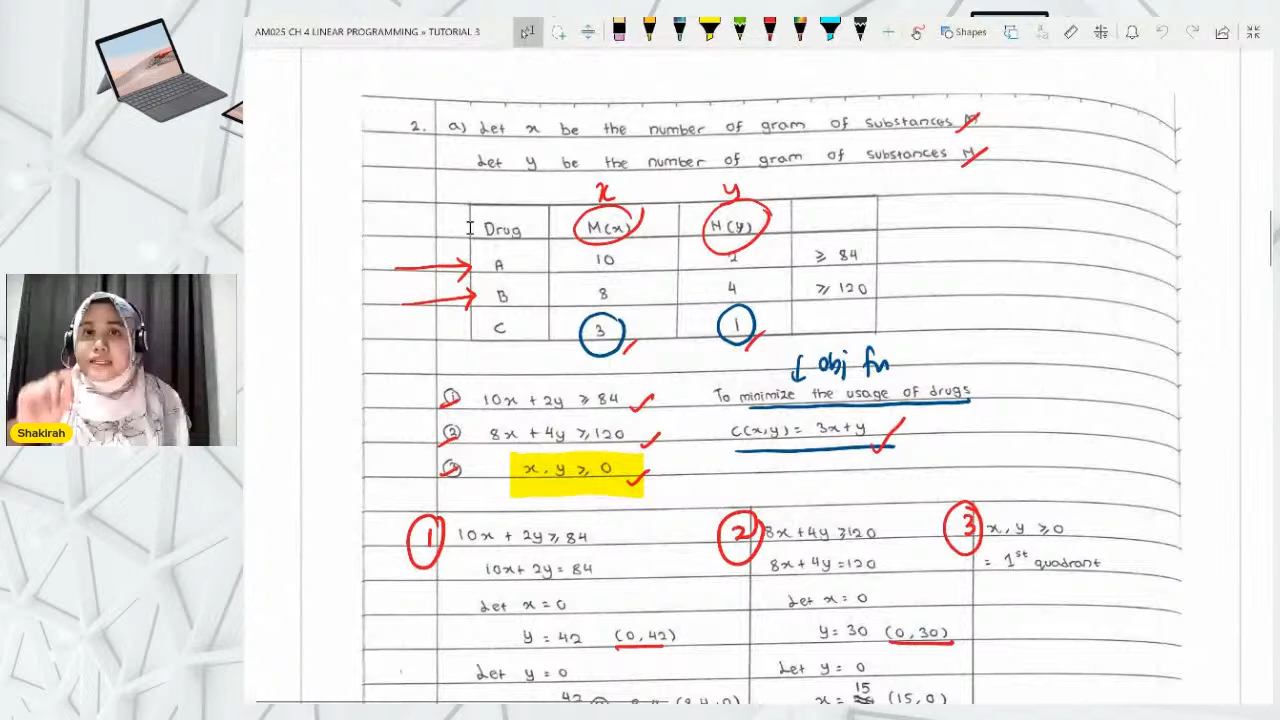 AM025 CH 4 LINEAR PROGRAMMING » TUTORIAL 3
Shapes
2. a) Let x be the number of gram of substances M
Let y be the number of gram of substances N
x y
Drug M(x) N(y)
A 10 2 ≥ 84
B 8 4 ≥ 120
C 3 1
↓ obj fn
① 10x + 2y ≥ 84 To minimize the usage of drugs
② 8x + 4y ≥ 120 C(x,y) = 3x+y
③ x, y ≥ 0
1 10x + 2y ≥ 84 2 8x + 4y ≥ 120 3 x, y ≥ 0
10x + 2y = 84 8x + 4y = 120 = 1st quadrant
Let x = 0 Let x = 0
y = 42 (0, 42) y = 30 (0, 30)
Let y = 0 Let y = 0
x = 15 (15, 0)
Shakirah